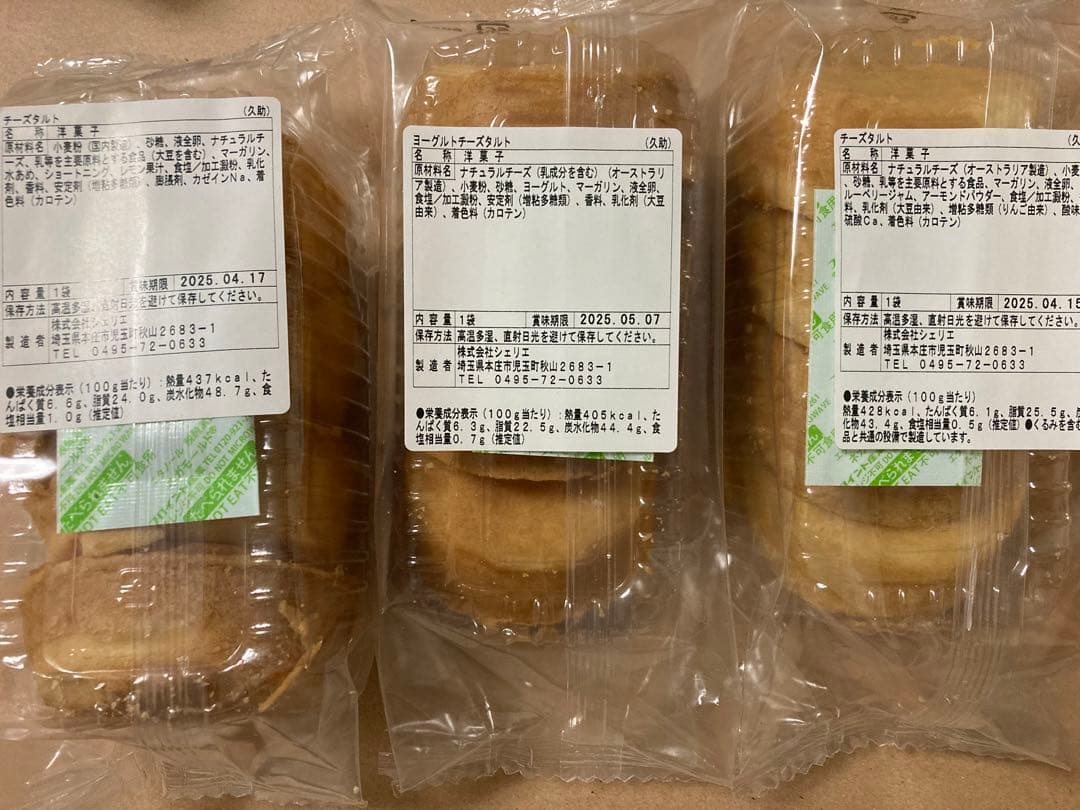 チーズタルト (久助)
名 称 洋菓子
原材料名 小麦粉(国内製造)、砂糖、液全卵、ナチュラルチ
ーズ、乳等を主要原料とする食品(大豆を含む)、マーガリン、
水あめ、ショートニング、レモン果汁、食塩/加工澱粉、乳化
剤、香料、安定剤(増粘多糖類)、膨張剤、カゼインNa、着
色料(カロテン)
内容量 1袋 賞味期限 2025.04.17
保存方法 高温多湿、直射日光を避けて保存してください。
製造者 株式会社シェリエ
埼玉県本庄市児玉町秋山2683-1
TEL 0495-72-0633
●栄養成分表示(100g当たり):熱量437kcal、た
んぱく質6.6g、脂質24.0g、炭水化物48.7g、食
塩相当量1.0g(推定値)
ヨーグルトチーズタルト (久助)
名 称 洋菓子
原材料名 ナチュラルチーズ(乳成分を含む)(オーストラリ
ア製造)、小麦粉、砂糖、ヨーグルト、マーガリン、液全卵、
食塩/加工澱粉、安定剤(増粘多糖類)、香料、乳化剤(大豆
由来)、着色料(カロテン)
内容量 1袋 賞味期限 2025.05.07
保存方法 高温多湿、直射日光を避けて保存してください。
製造者 株式会社シェリエ
埼玉県本庄市児玉町秋山2683-1
TEL 0495-72-0633
●栄養成分表示(100g当たり):熱量405kcal、た
んぱく質6.3g、脂質22.5g、炭水化物44.4g、食
塩相当量0.7g(推定値)
チーズタルト (久助)
名 称 洋菓子
原材料名 ナチュラルチーズ(オーストラリア製造)、小麦
、砂糖、乳等を主要原料とする食品、マーガリン、液全卵、
ルーベリージャム、アーモンドパウダー、食塩/加工澱粉、
料、乳化剤(大豆由来)、増粘多糖類(りんご由来)、酸味
硫酸Ca、着色料(カロテン)
内容量 1袋 賞味期限 2025.04.15
保存方法 高温多湿、直射日光を避けて保存してください。
製造者 株式会社シェリエ
埼玉県本庄市児玉町秋山2683-1
TEL 0495-72-0633
●栄養成分表示(100g当たり)
熱量428kcal、たんぱく質6.1g、脂質25.5g、炭
化物43.4g、食塩相当量0.5g(推定値)●くるみを含む
品と共通の設備で製造しています。
べられません
OT EAT
たべられません
EAT